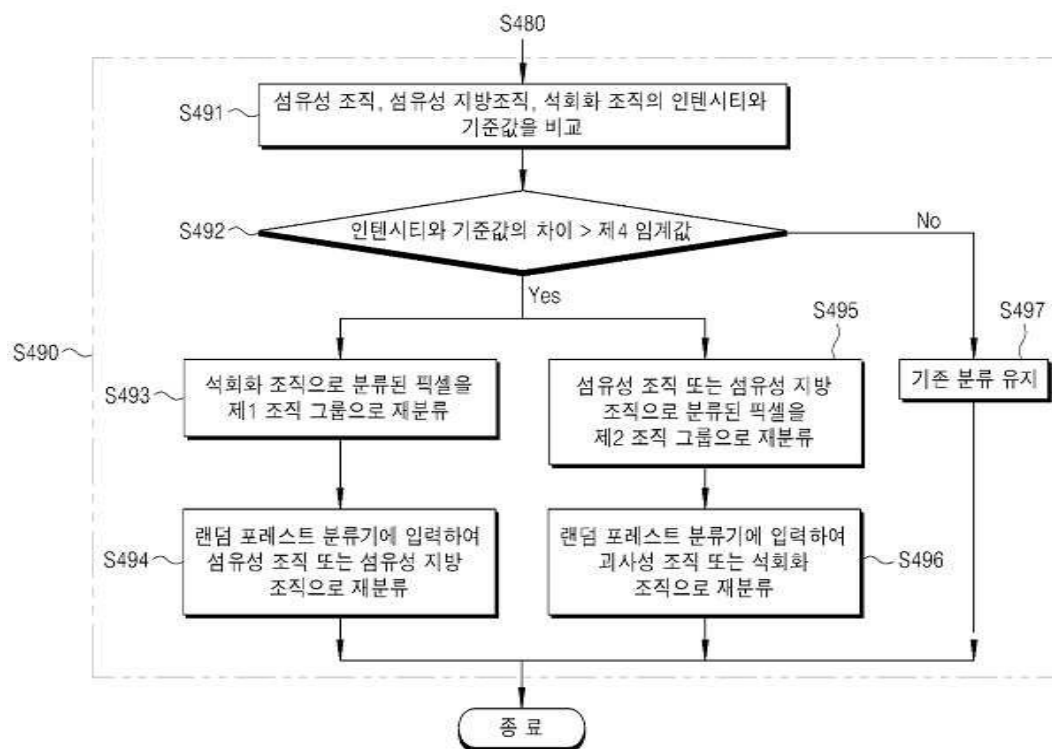 S480
S491
섬유성 조직, 섬유성 지방조직, 석회화 조직의 인텐시티와
기준값을 비교
S492
인텐시티와 기준값의 차이 > 제4 임계값
No
Yes
S490
S493
석회화 조직으로 분류된 픽셀을
제1 조직 그룹으로 재분류
S495
섬유성 조직 또는 섬유성 지방
조직으로 분류된 픽셀을
제2 조직 그룹으로 재분류
S497
기존 분류 유지
S494
랜덤 포레스트 분류기에 입력하여
섬유성 조직 또는 섬유성 지방
조직으로 재분류
랜덤 포레스트 분류기에 입력하여
괴사성 조직 또는 석회화
조직으로 재분류
S496
종 료